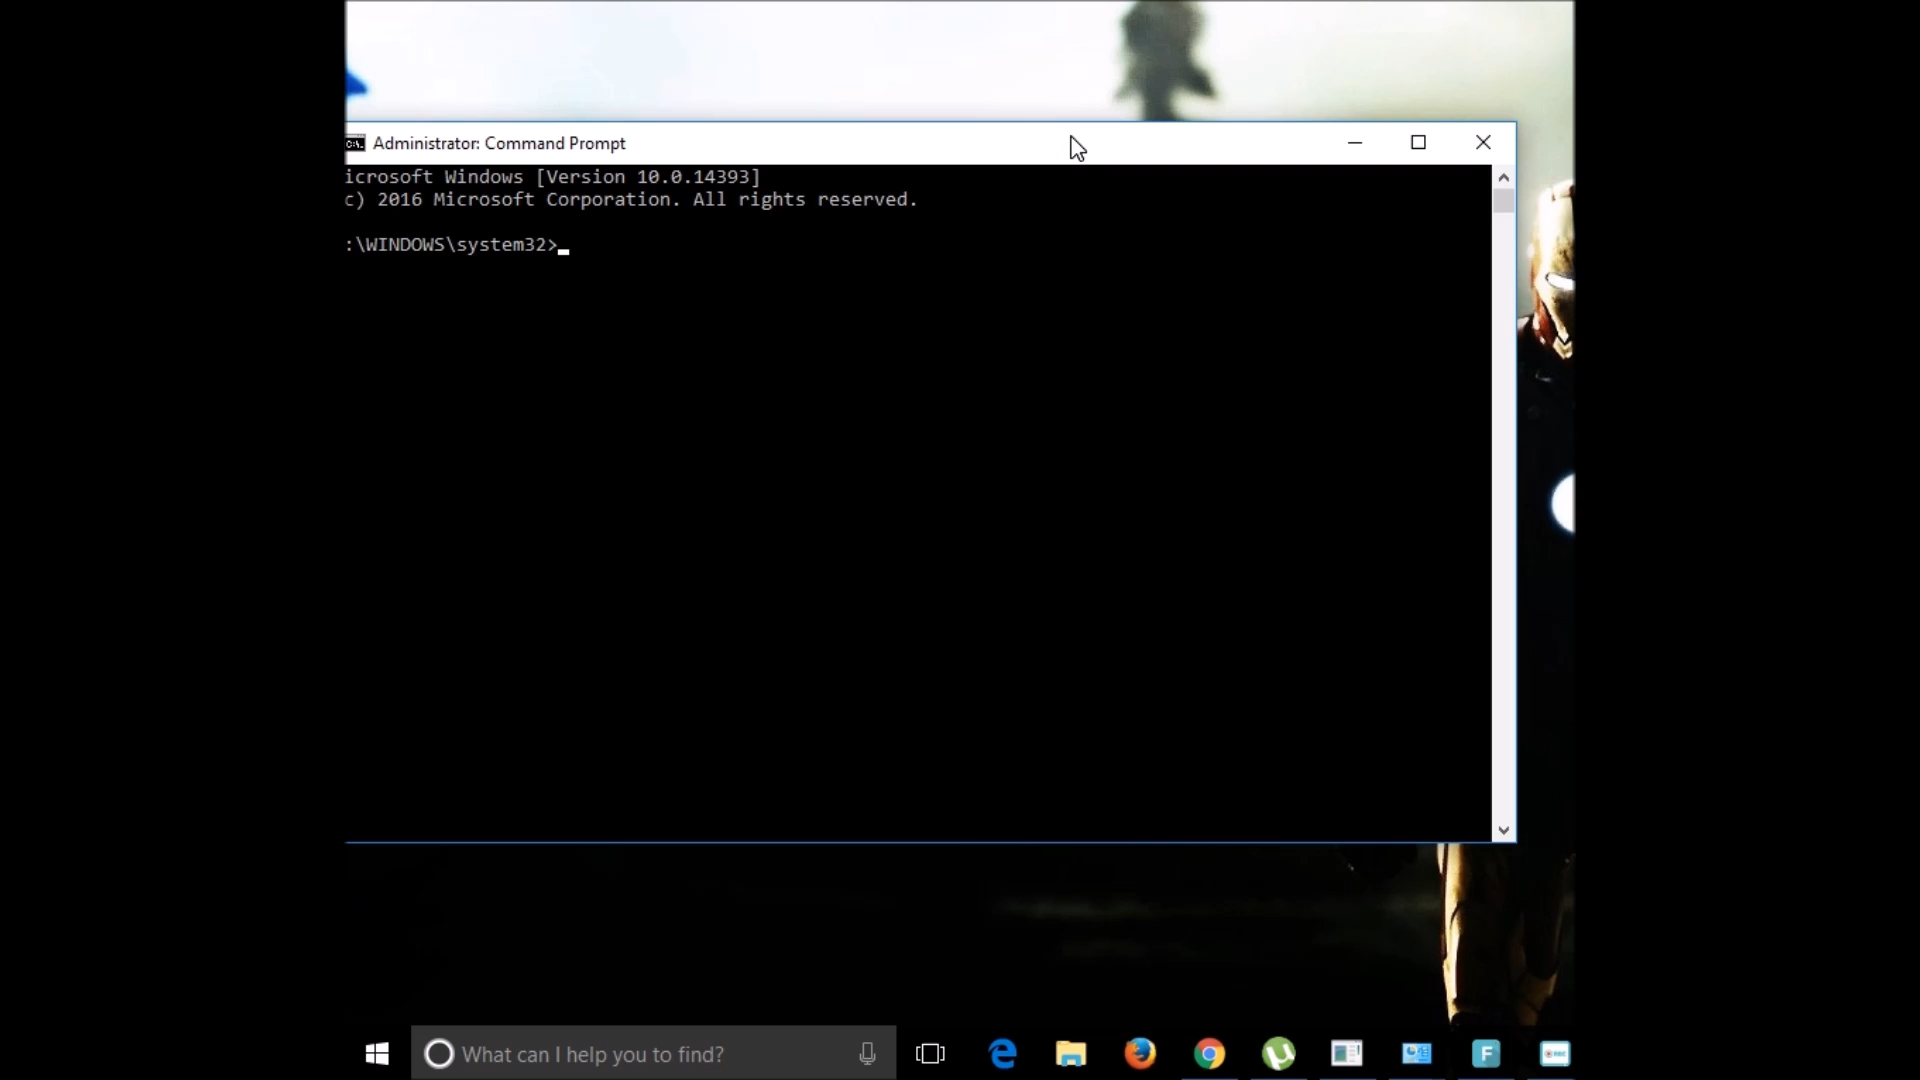 Administrator: Command Prompt
icrosoft Windows [Version 10.0.14393]
c) 2016 Microsoft Corporation. All rights reserved.
:\WINDOWS\system32>
What can I help you to find?
F
REC